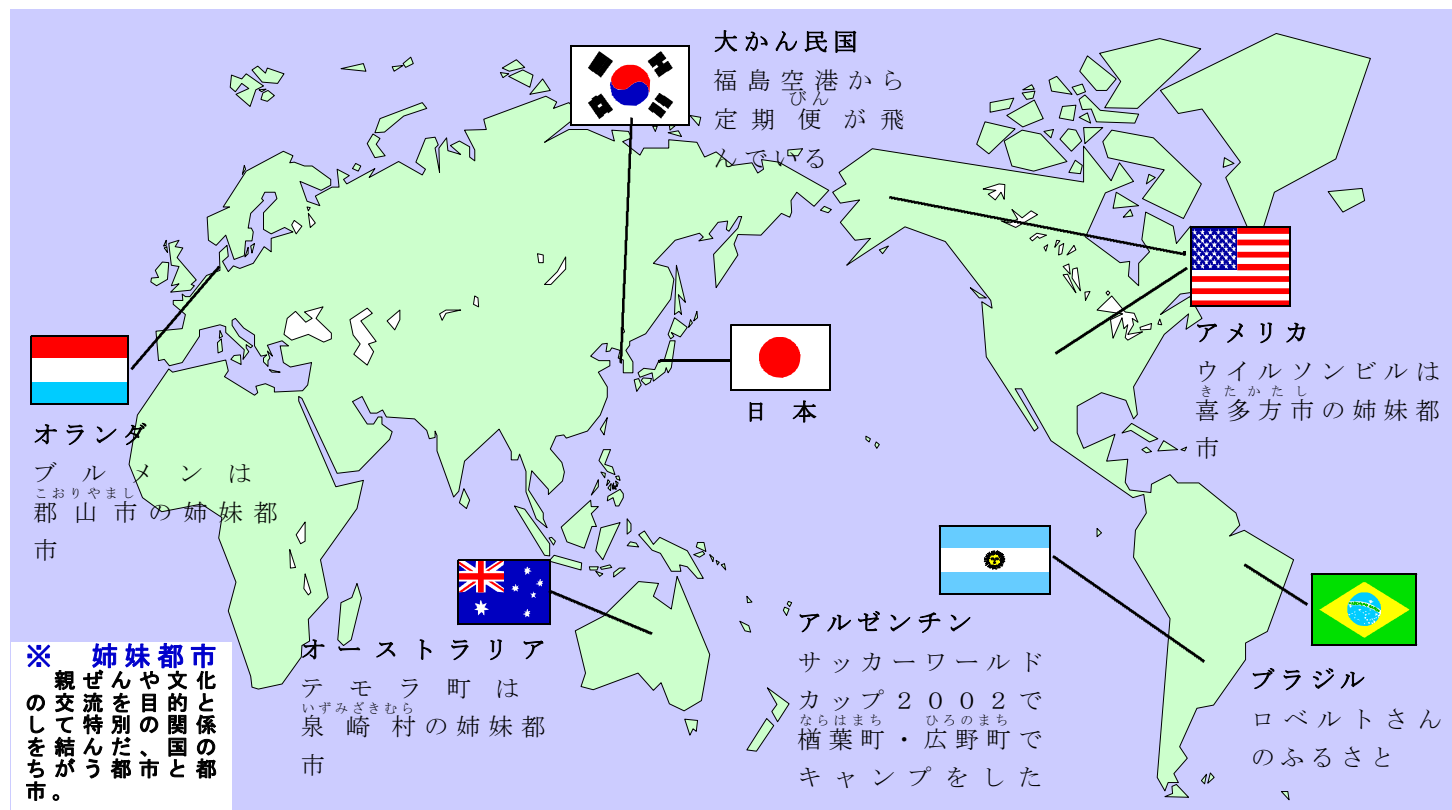 大かん民国
福島空港から
びん
定期便が飛
んでいる
アメリカ
ウイルソンビルは
きたかたし
喜多方市の姉妹都
市
日本
オランダ
ブルメンは
こおりやまし
郡山市の姉妹都
市
オーストラリア
テモラ町は
いずみざきむら
泉崎村の姉妹都
市
アルゼンチン
サッカーワールド
カップ2002で
ならはまち ひろのまち
楢葉町・広野町で
キャンプをした
ブラジル
ロベルトさん
のふるさと
※ 姉妹都市
親ぜんや文化
の交流を目的と
して特別の関係
を結んだ、国の
ちがう都市と都
市。